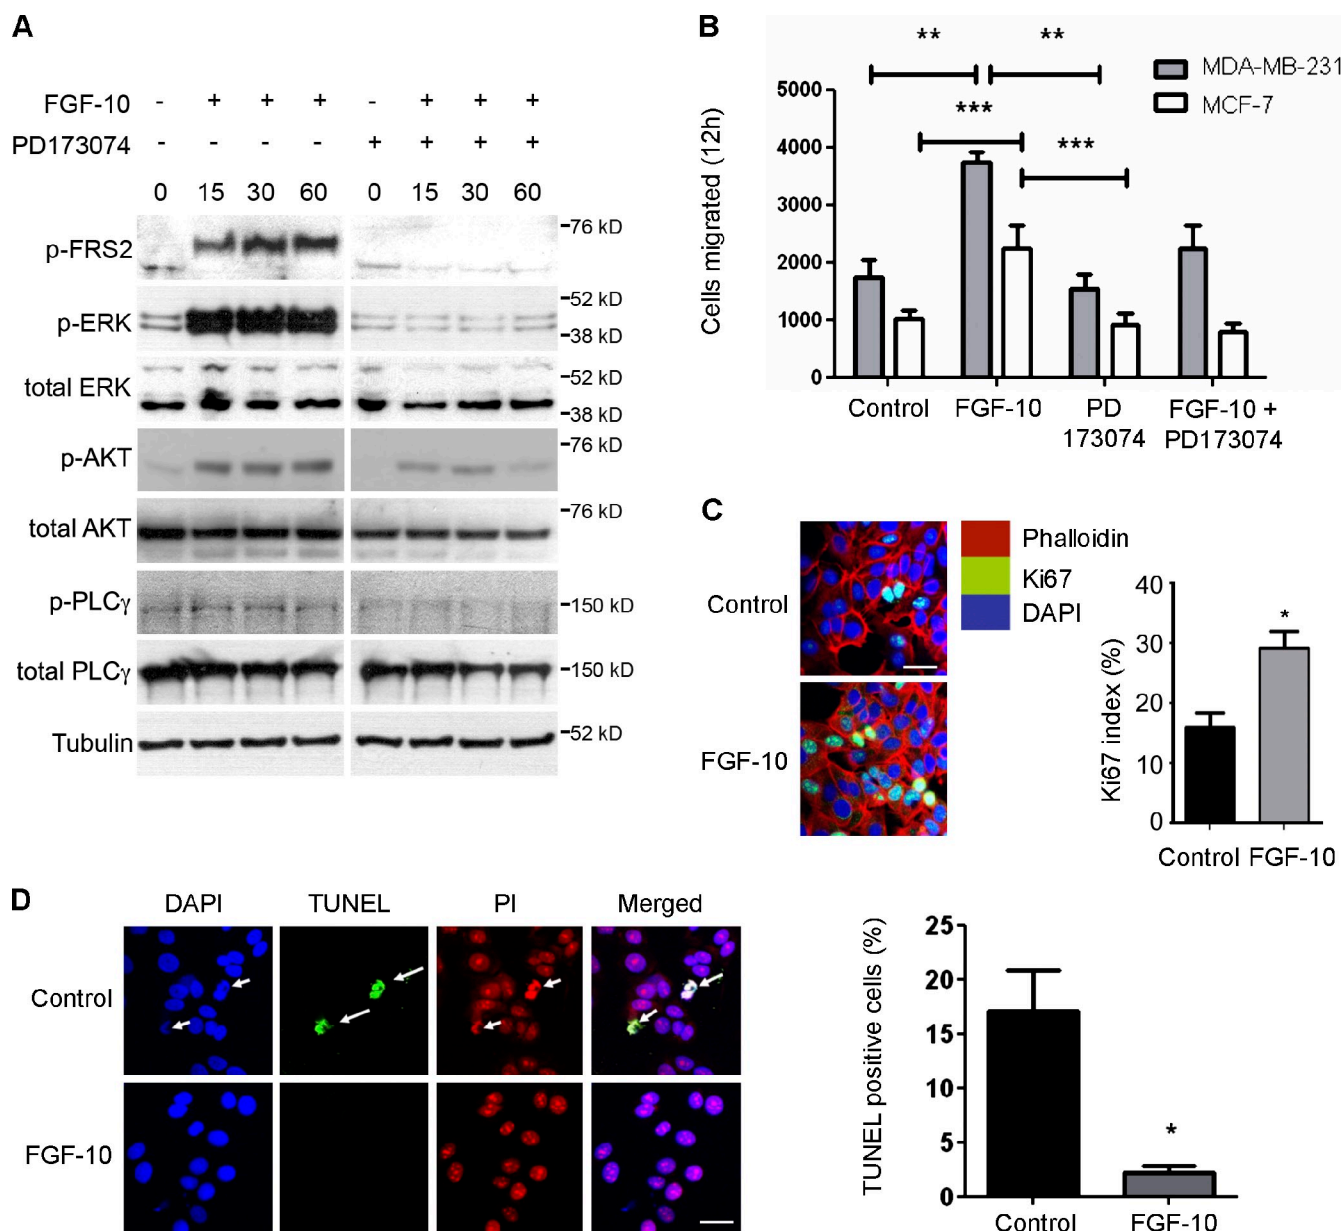 A
FGF-10 - + + + - + + +
PD173074 - - - - + + + +
0 15 30 60 0 15 30 60
p-FRS2 76 kD
p-ERK 52 kD
38 kD
total ERK 52 kD
38 kD
p-AKT 76 kD
total AKT 76 kD
p-PLCγ 150 kD
total PLCγ 150 kD
Tubulin 52 kD
B
** **
*** ***
MDA-MB-231
MCF-7
Cells migrated (12h)
5000
4000
3000
2000
1000
0
Control FGF-10 PD 173074 FGF-10 + PD173074
C
Control
FGF-10
Phalloidin
Ki67
DAPI
Ki67 index (%)
40
30
20
10
0
*
Control FGF-10
D
DAPI TUNEL PI Merged
Control
FGF-10
TUNEL positive cells (%)
25
20
15
10
5
0
*
Control FGF-10